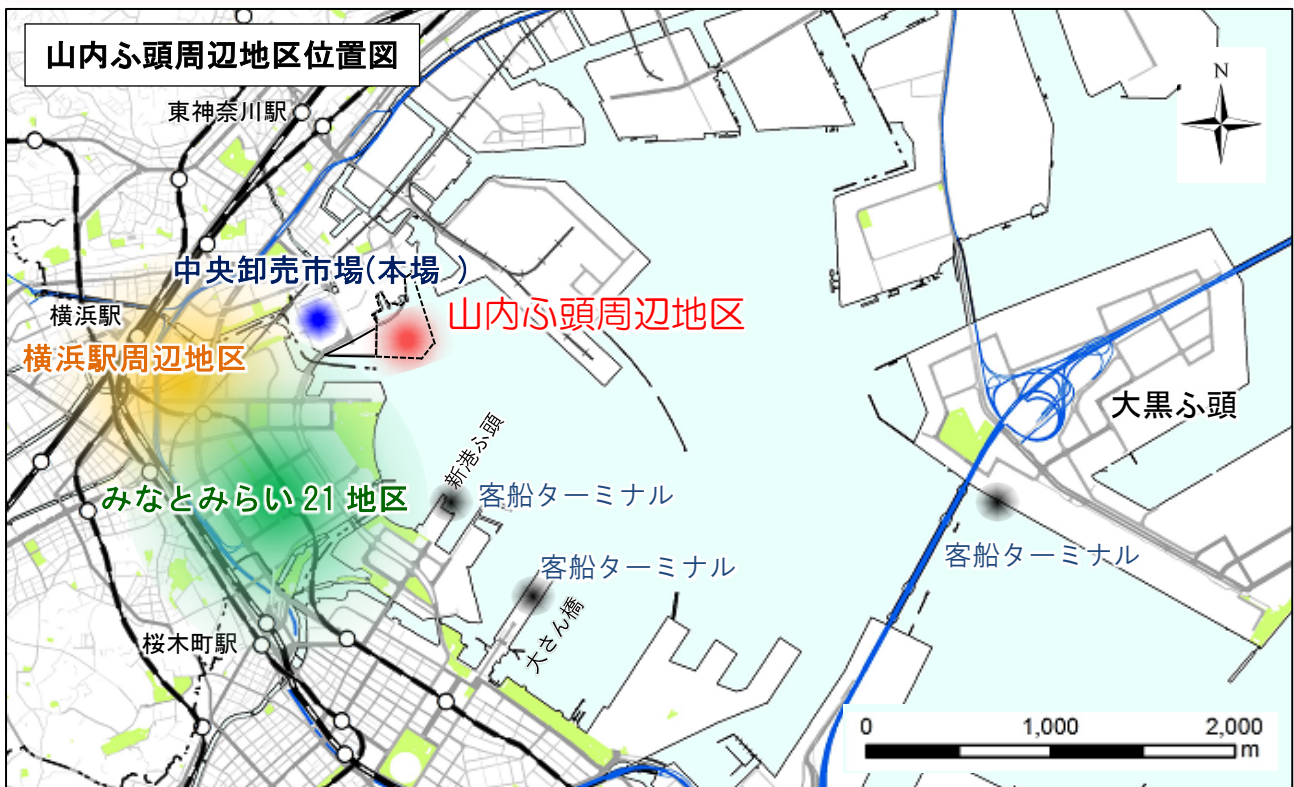 山内ふ頭周辺地区位置図
N
東神奈川駅
中央卸売市場(本場 )
横浜駅
山内ふ頭周辺地区
横浜駅周辺地区
大黒ふ頭
新港ふ頭
みなとみらい 21 地区
客船ターミナル
客船ターミナル
客船ターミナル
大さん橋
桜木町駅
0 1,000 2,000
m